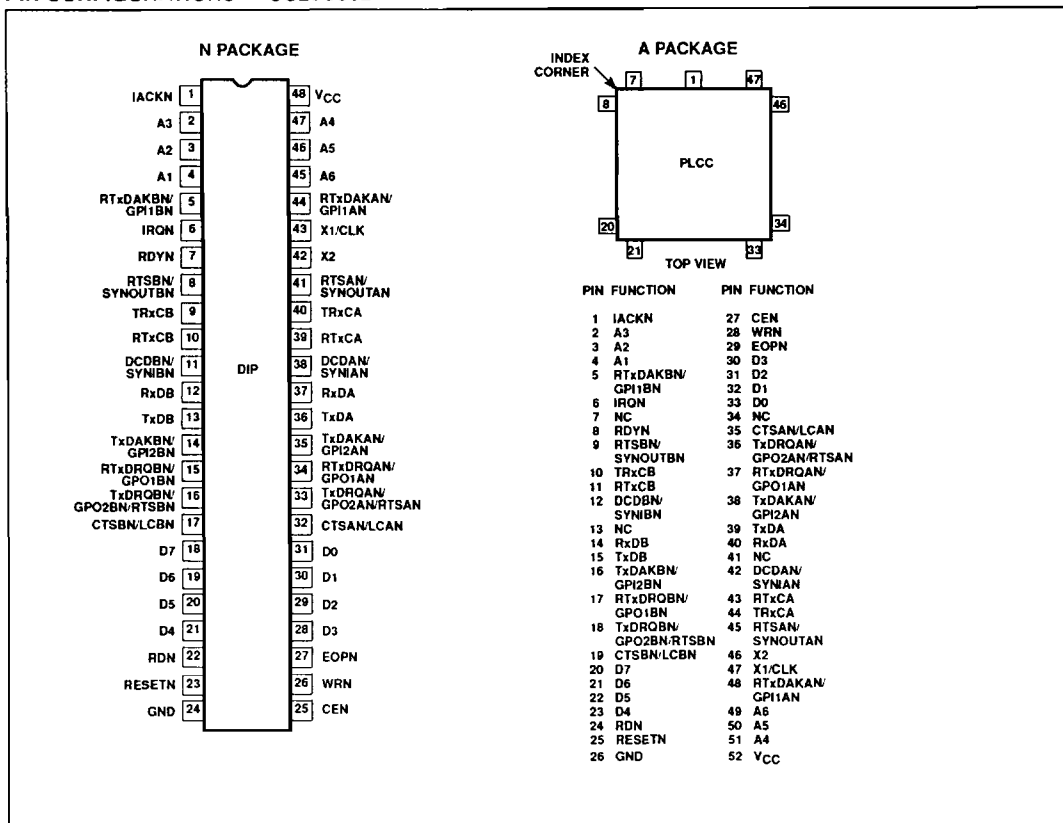 N PACKAGE
IACKN 1
A3 2
A2 3
A1 4
RTxDAKBN/
GPI1BN 5
IRQN 6
RDYN 7
RTSBN/
SYNOUTBN 8
TRxCB 9
RTxCB 10
DCDBN/
SYNIBN 11
RxDB 12
TxDB 13
TxDAKBN/
GPI2BN 14
RTxDRQBN/
GPO1BN 15
TxDRQBN/
GPO2BN/RTSBN 16
CTSBN/LCBN 17
D7 18
D6 19
D5 20
D4 21
RDN 22
RESETN 23
GND 24
DIP
48 VCC
47 A4
46 A5
45 A6
44 RTxDAKAN/
GPI1AN
43 X1/CLK
42 X2
41 RTSAN/
SYNOUTAN
40 TRxCA
39 RTxCA
38 DCDAN/
SYNIAN
37 RxDA
36 TxDA
35 TxDAKAN/
GPI2AN
34 RTxDRQAN/
GPO1AN
33 TxDRQAN/
GPO2AN/RTSAN
32 CTSAN/LCAN
31 D0
30 D1
29 D2
28 D3
27 EOPN
26 WRN
25 CEN
A PACKAGE
INDEX
CORNER
7 1 47
8 46
PLCC
20 34
21 33
TOP VIEW
PIN FUNCTION
1 IACKN
2 A3
3 A2
4 A1
5 RTxDAKBN/
GPI1BN
6 IRQN
7 NC
8 RDYN
9 RTSBN/
SYNOUTBN
10 TRxCB
11 RTxCB
12 DCDBN/
SYNIBN
13 NC
14 RxDB
15 TxDB
16 TxDAKBN/
GPI2BN
17 RTxDRQBN/
GPO1BN
18 TxDRQBN/
GPO2BN/RTSBN
19 CTSBN/LCBN
20 D7
21 D6
22 D5
23 D4
24 RDN
25 RESETN
26 GND
PIN FUNCTION
27 CEN
28 WRN
29 EOPN
30 D3
31 D2
32 D1
33 D0
34 NC
35 CTSAN/LCAN
36 TxDRQAN/
GPO2AN/RTSAN
37 RTxDRQAN/
GPO1AN
38 TxDAKAN/
GPI2AN
39 TxDA
40 RxDA
41 NC
42 DCDAN/
SYNIAN
43 RTxCA
44 TRxCA
45 RTSAN/
SYNOUTAN
46 X2
47 X1/CLK
48 RTxDAKAN/
GPI1AN
49 A6
50 A5
51 A4
52 VCC